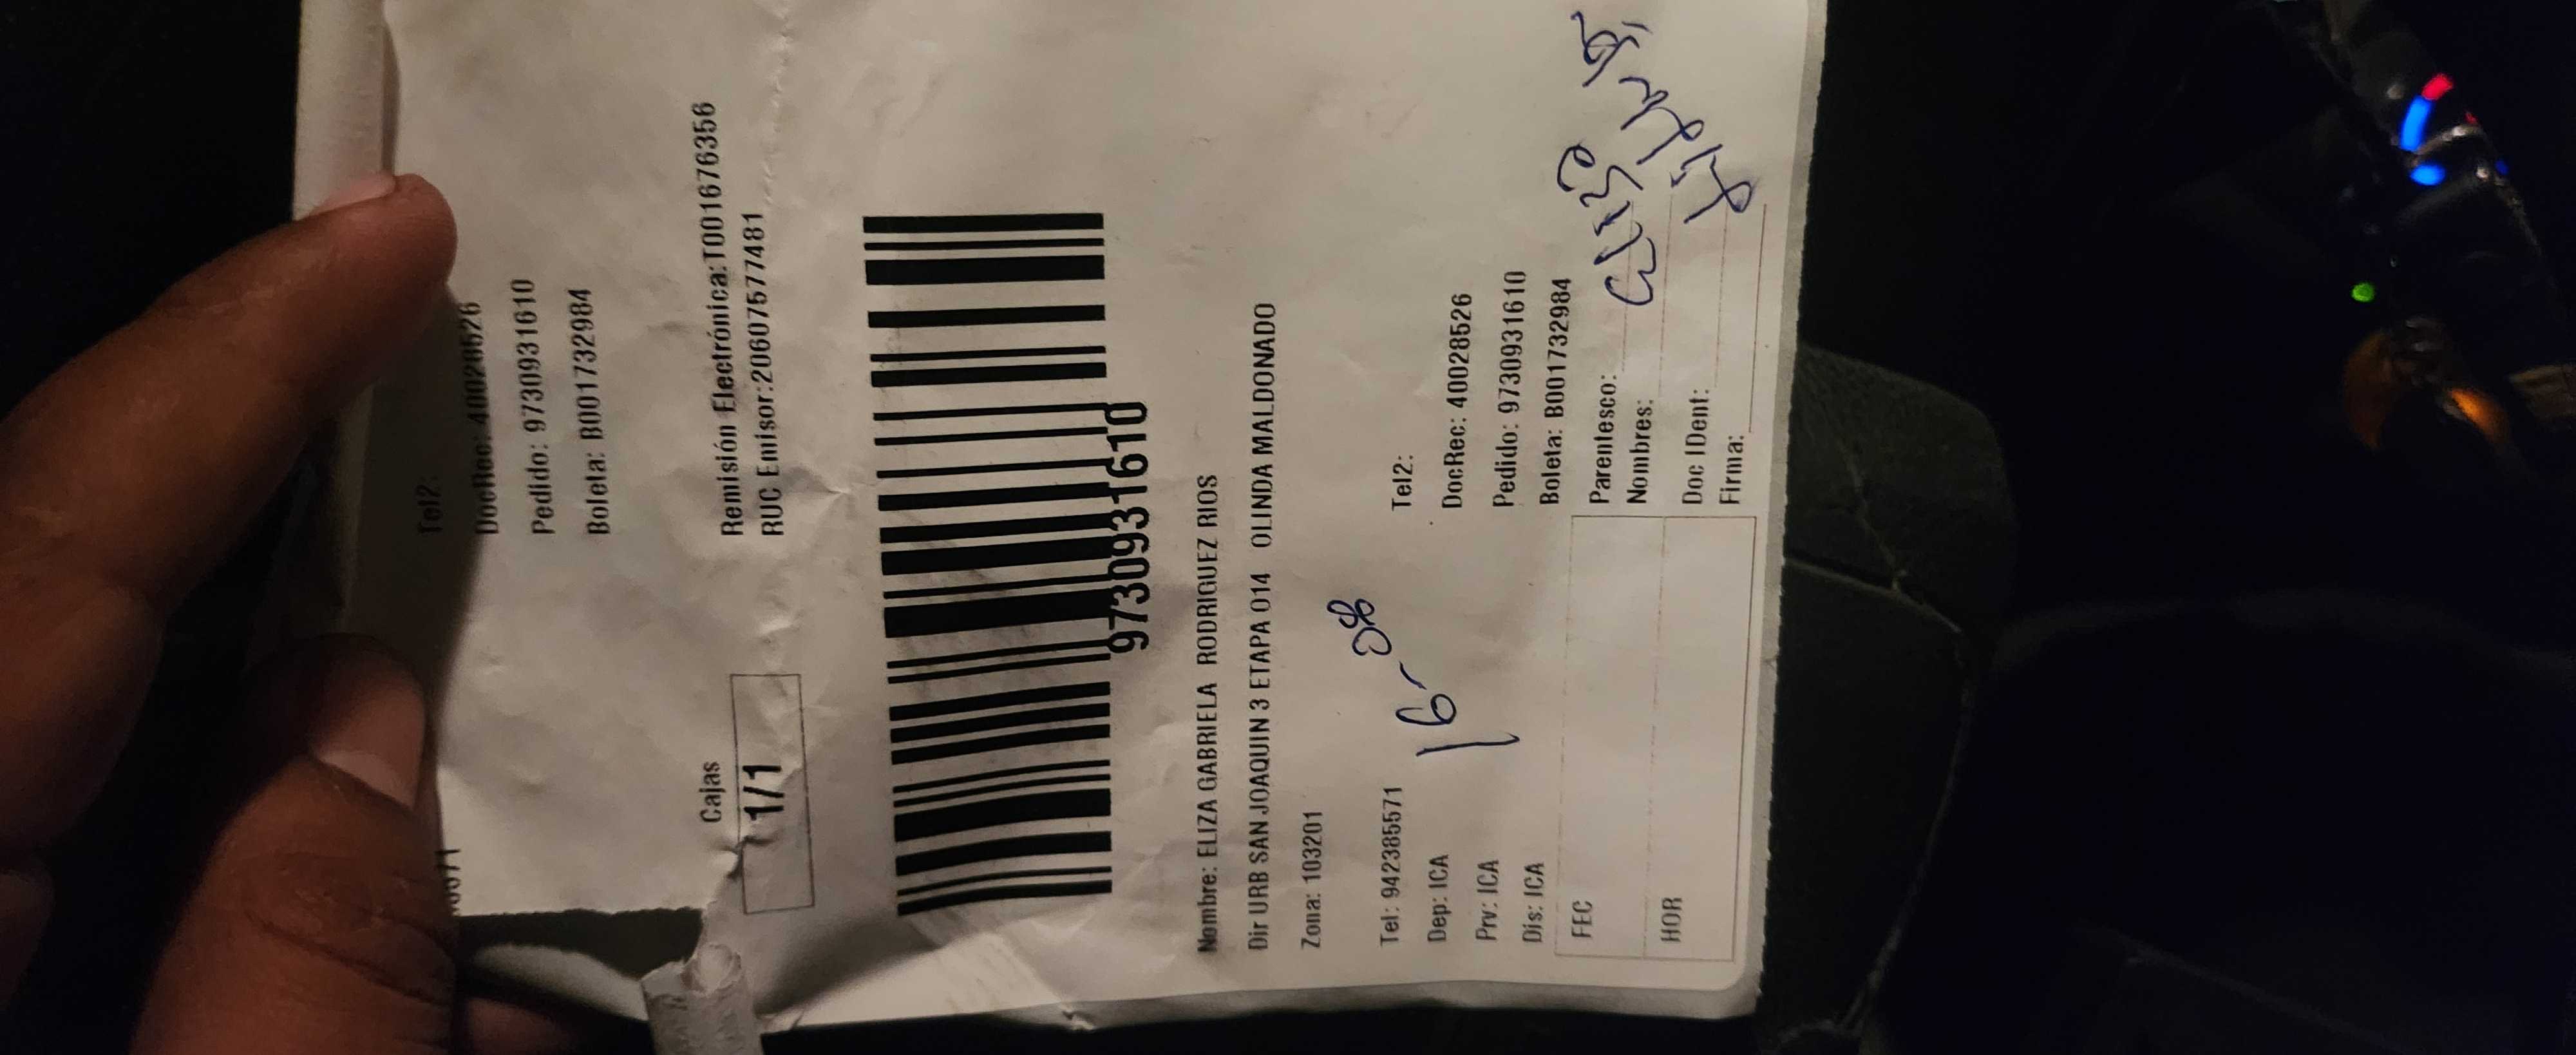 Tel2:
DocRec: 40028526
Pedido: 9730931610
Boleta: B001732984
Remisión Electrónica:T001676356
RUC Emisor:20607577481
Cajas
1/1
9730931610
Nombre: ELIZA GABRIELA RODRIGUEZ RIOS
Dir URB SAN JOAQUIN 3 ETAPA 014 OLINDA MALDONADO
Zona: 103201
Tel: 942385571 Tel2:
Dep: ICA DocRec: 40028526
16-08
Prv: ICA Pedido: 9730931610
Dis: ICA Boleta: B001732984
FEC Parentesco:
Nombres:
HOR Doc IDent:
Firma: